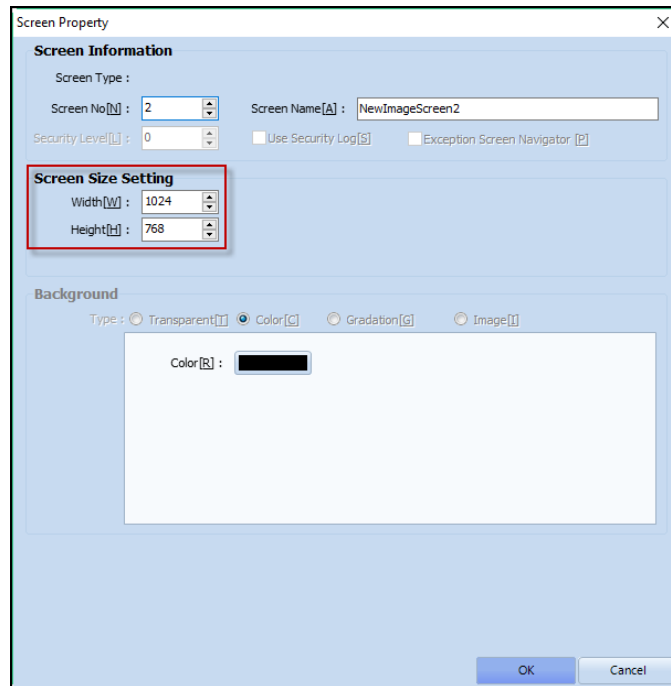 Screen Property
Screen Information
Screen Type :
Screen No[N] : 2 Screen Name[A] : NewImageScreen2
Security Level[L] : 0 Use Security Log[S] Exception Screen Navigator [P]
Screen Size Setting
Width[W] : 1024
Height[H] : 768
Background
Type : Transparent[T] Color[C] Gradation[G] Image[I]
Color[R] :
OK Cancel